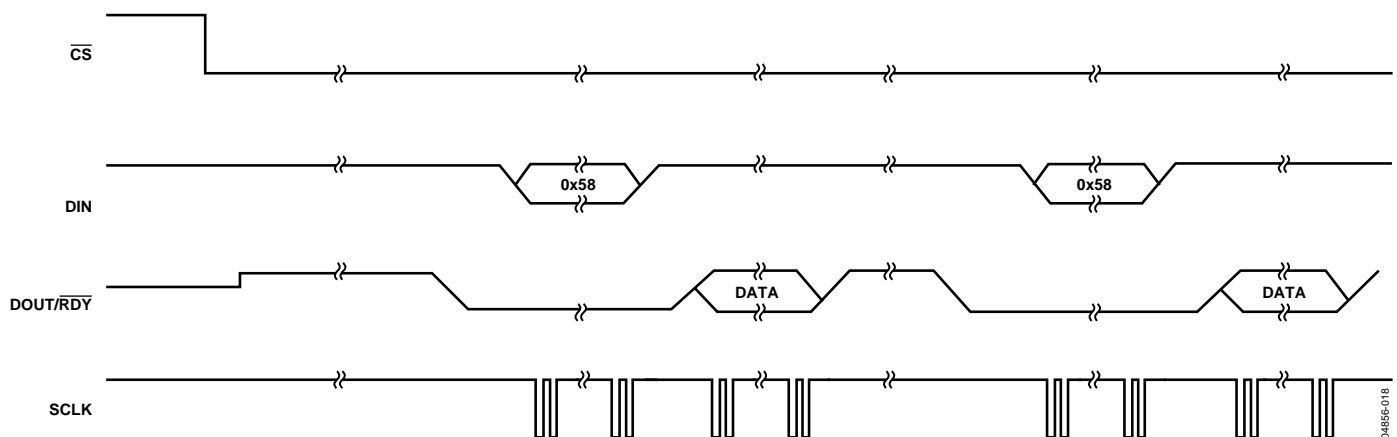 CS
DIN
0x58
0x58
DOUT/RDY
DATA
DATA
SCLK
04856-018